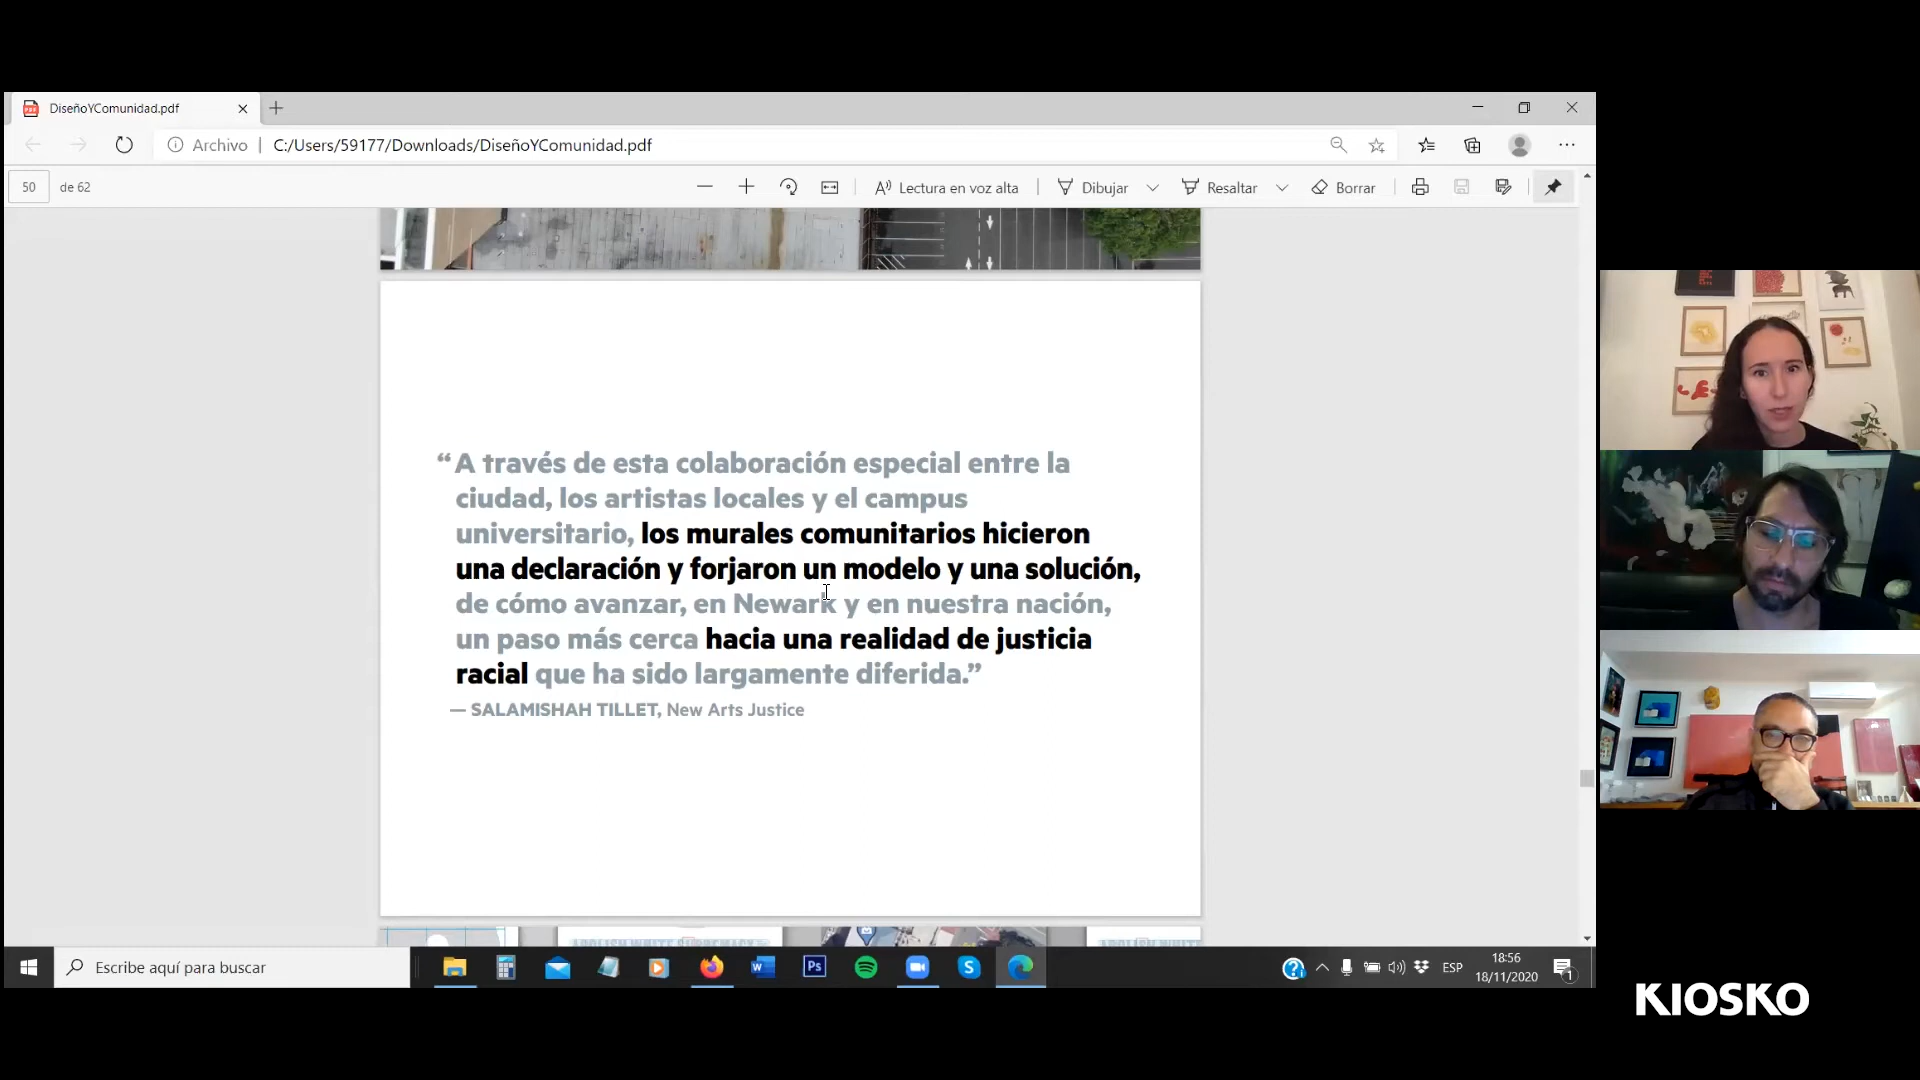 DiseñoYComunidad.pdf
Archivo | C:/Users/59177/Downloads/DiseñoYComunidad.pdf
50 de 62
Lectura en voz alta
Dibujar
Resaltar
Borrar
“A través de esta colaboración especial entre la
ciudad, los artistas locales y el campus
universitario, los murales comunitarios hicieron
una declaración y forjaron un modelo y una solución,
de cómo avanzar, en Newark y en nuestra nación,
un paso más cerca hacia una realidad de justicia
racial que ha sido largamente diferida.”
— SALAMISHAH TILLET, New Arts Justice
ABOLISH WHITE SUPREMACY
Escribe aquí para buscar
ESP
18:56
18/11/2020
KIOSKO